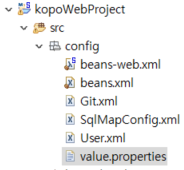 kopoWebProject
src
config
beans-web.xml
beans.xml
Git.xml
SqlMapConfig.xml
User.xml
value.properties